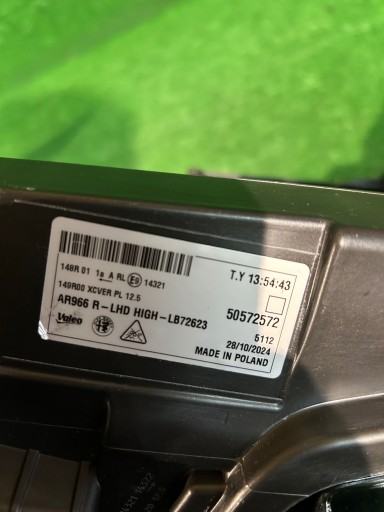 T.Y 13:54:43
148R 01 1a A RL E9 14321
149R00 XCVER PL 12.5
AR966 R-LHD HIGH-LB72623
50572572
Valeo
5112
28/10/2024
MADE IN POLAND